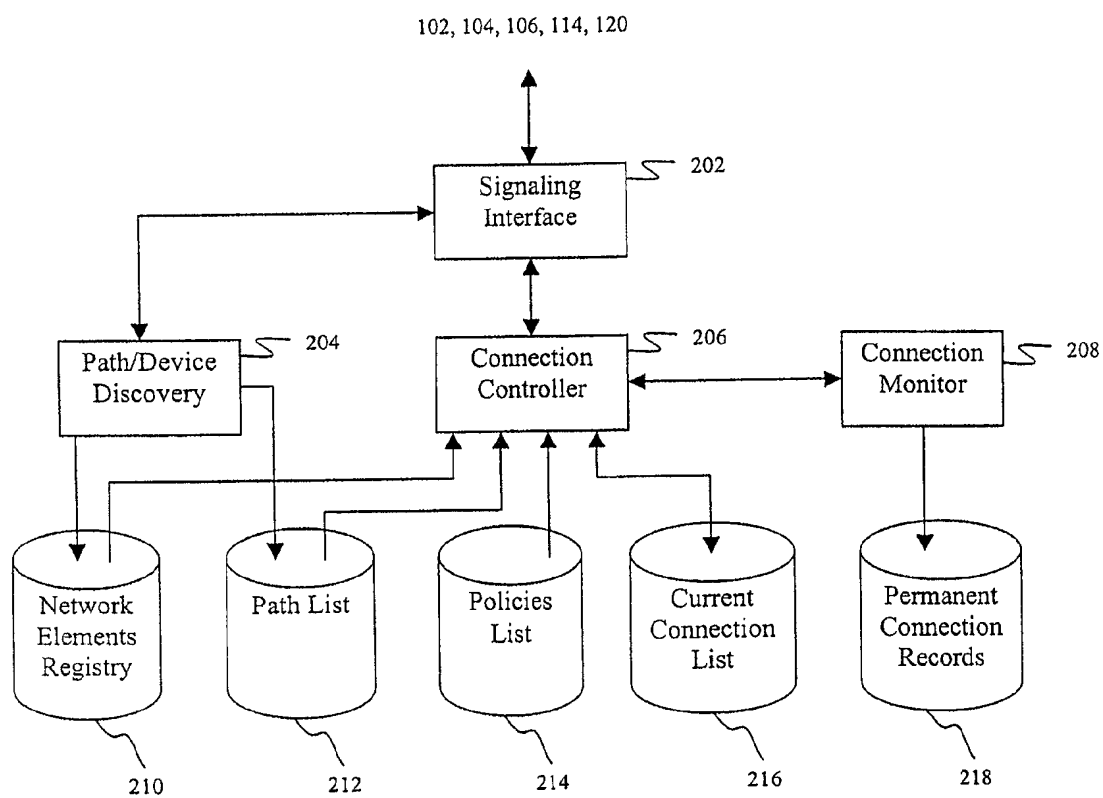 102, 104, 106, 114, 120
Signaling
Interface
202
Path/Device
Discovery
204
Connection
Controller
206
Connection
Monitor
208
Network
Elements
Registry
Path List
Policies
List
Current
Connection
List
Permanent
Connection
Records
210
212
214
216
218